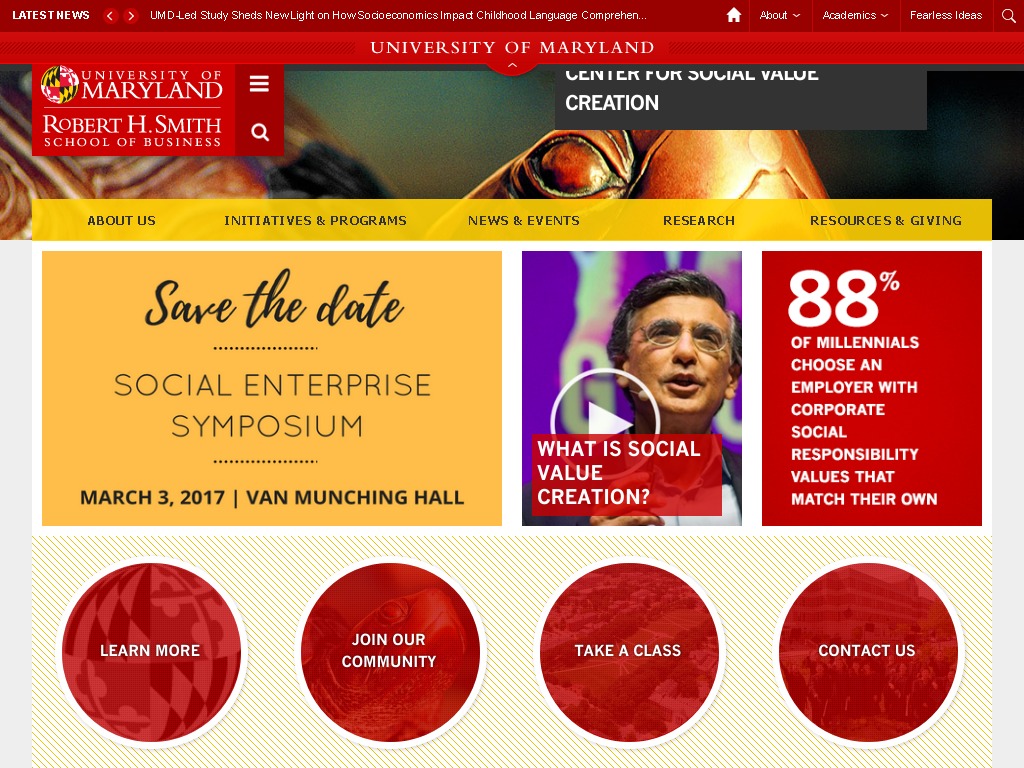 LATEST NEWS
UMD-Led Study Sheds New Light on How Socioeconomics Impact Childhood Language Comprehen...
About
Academics
Fearless Ideas
UNIVERSITY OF MARYLAND
UNIVERSITY OF
MARYLAND
ROBERT H. SMITH
SCHOOL OF BUSINESS
CENTER FOR SOCIAL VALUE
CREATION
ABOUT US
INITIATIVES & PROGRAMS
NEWS & EVENTS
RESEARCH
RESOURCES & GIVING
Save the date
SOCIAL ENTERPRISE
SYMPOSIUM
MARCH 3, 2017 | VAN MUNCHING HALL
WHAT IS SOCIAL
VALUE
CREATION?
88%
OF MILLENNIALS
CHOOSE AN
EMPLOYER WITH
CORPORATE
SOCIAL
RESPONSIBILITY
VALUES THAT
MATCH THEIR OWN
LEARN MORE
JOIN OUR
COMMUNITY
TAKE A CLASS
CONTACT US